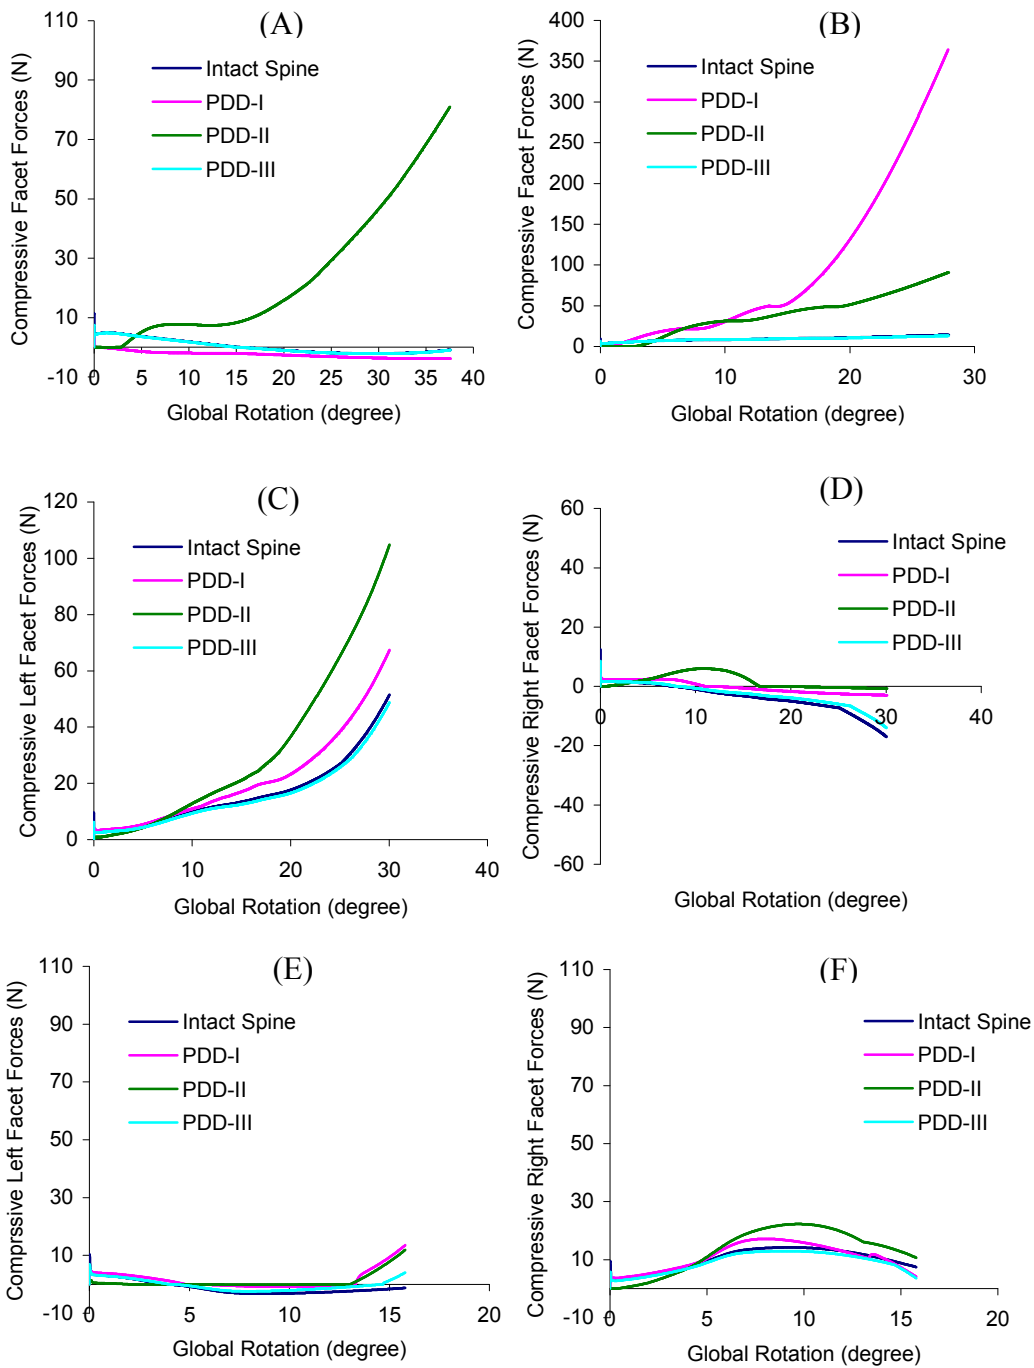 (A)
Compressive Facet Forces (N)
110
90
70
50
30
10
-10
Intact Spine
PDD-I
PDD-II
PDD-III
0 5 10 15 20 25 30 35 40
Global Rotation (degree)
(B)
Compressive Facet Forces (N)
400
350
300
250
200
150
100
50
0
Intact Spine
PDD-I
PDD-II
PDD-III
0 10 20 30
Global Rotation (degree)
(C)
Compressive Left Facet Forces (N)
120
100
80
60
40
20
0
Intact Spine
PDD-I
PDD-II
PDD-III
0 10 20 30 40
Global Rotation (degree)
(D)
Compressive Right Facet Forces (N)
60
40
20
0
-20
-40
-60
Intact Spine
PDD-I
PDD-II
PDD-III
0 10 20 30 40
Global Rotation (degree)
(E)
Comprssive Left Facet Forces (N)
110
90
70
50
30
10
-10
Intact Spine
PDD-I
PDD-II
PDD-III
0 5 10 15 20
Global Rotation (degree)
(F)
Compressive Right Facet Forces (N)
110
90
70
50
30
10
-10
Intact Spine
PDD-I
PDD-II
PDD-III
0 5 10 15 20
Global Rotation (degree)